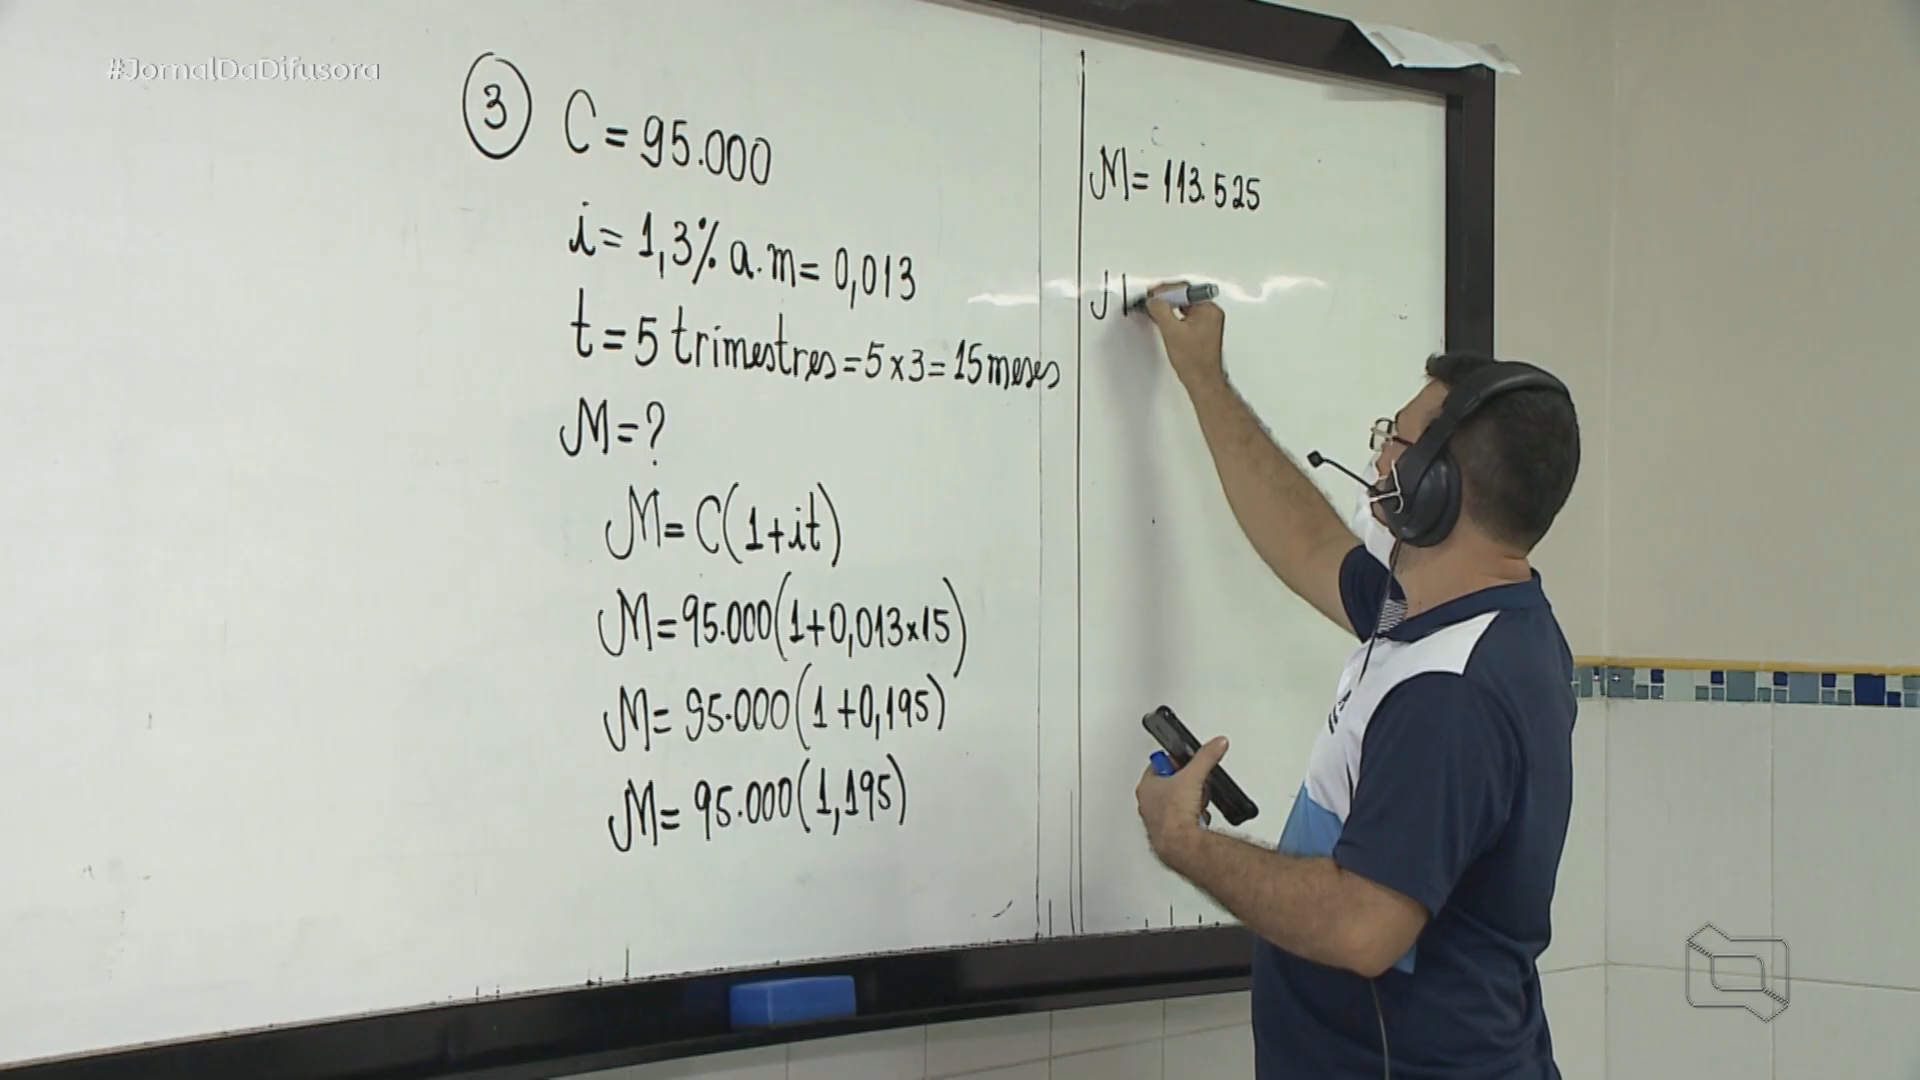 #JornalDaDifusora
3 C = 95.000
i = 1,3% a.m = 0,013
t = 5 trimestres = 5 x 3 = 15 meses
M = ?
M = C(1+it)
M = 95.000(1+0,013x15)
M = 95.000(1+0,195)
M = 95.000(1,195)
M = 113.525